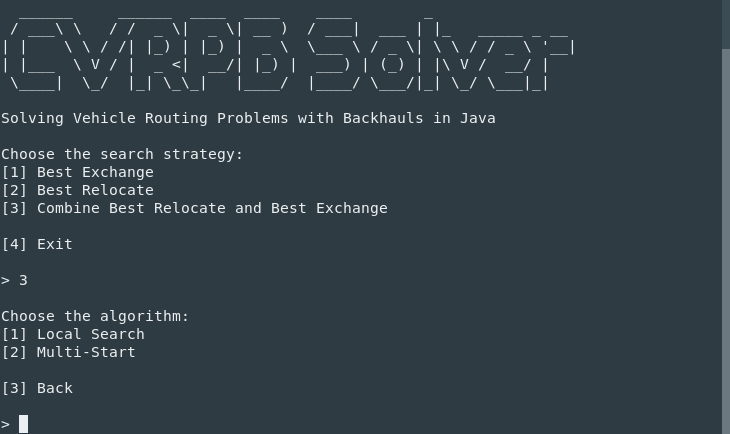 CVRPB Solver
Solving Vehicle Routing Problems with Backhauls in Java
Choose the search strategy:
[1] Best Exchange
[2] Best Relocate
[3] Combine Best Relocate and Best Exchange
[4] Exit
> 3
Choose the algorithm:
[1] Local Search
[2] Multi-Start
[3] Back
>